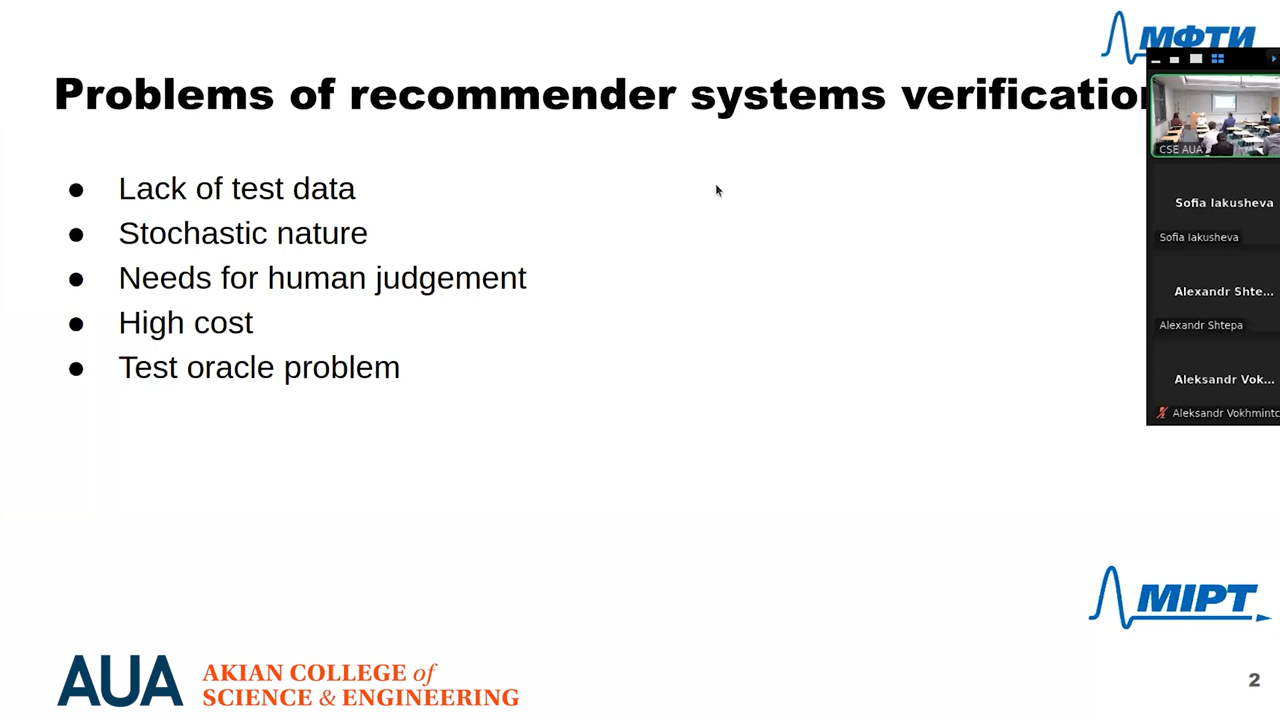 МФТИ
Problems of recommender systems verification
● Lack of test data
● Stochastic nature
● Needs for human judgement
● High cost
● Test oracle problem
CSE AUA
Sofia Iakusheva
Sofia Iakusheva
Alexandr Shte...
Alexandr Shtepa
Aleksandr Vok...
Aleksandr Vokhmintc
MIPT
AUA
AKIAN COLLEGE of
SCIENCE & ENGINEERING
2